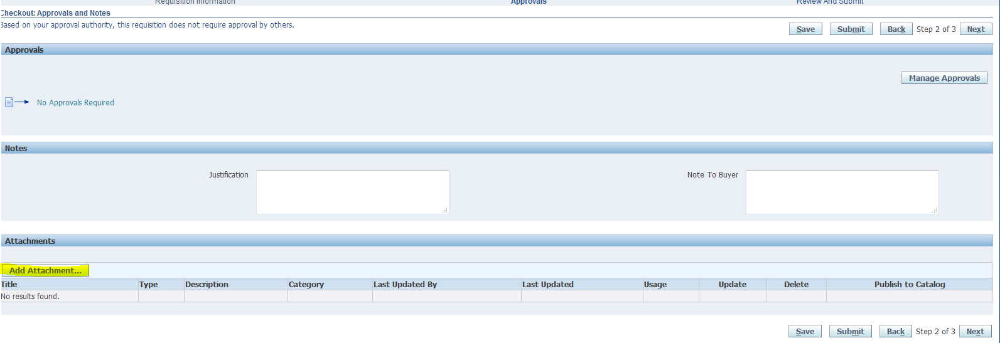 Requisition Information Approvals Review And Submit
Checkout: Approvals and Notes
Based on your approval authority, this requisition does not require approval by others.
Save Submit Back Step 2 of 3 Next
Approvals
Manage Approvals
No Approvals Required
Notes
Justification Note To Buyer
Attachments
Add Attachment...
Title Type Description Category Last Updated By Last Updated Usage Update Delete Publish to Catalog
No results found.
Save Submit Back Step 2 of 3 Next